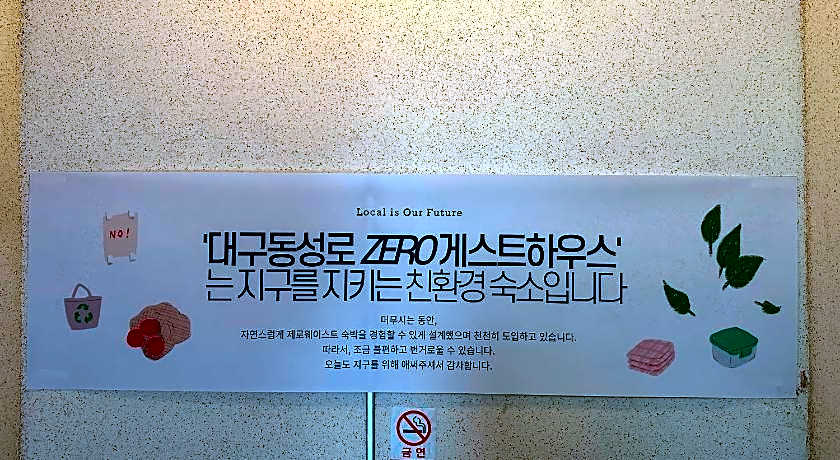 Local is Our Future
NO!
'대구동성로 ZERO게스트하우스'
는 지구를 지키는 친환경 숙소입니다
머무시는 동안,
자연스럽게 제로웨이스트 숙박을 경험할 수 있게 설계했으며 천천히 도입하고 있습니다.
따라서, 조금 불편하고 번거로울 수 있습니다.
오늘도 지구를 위해 애써주셔서 감사합니다.
금연